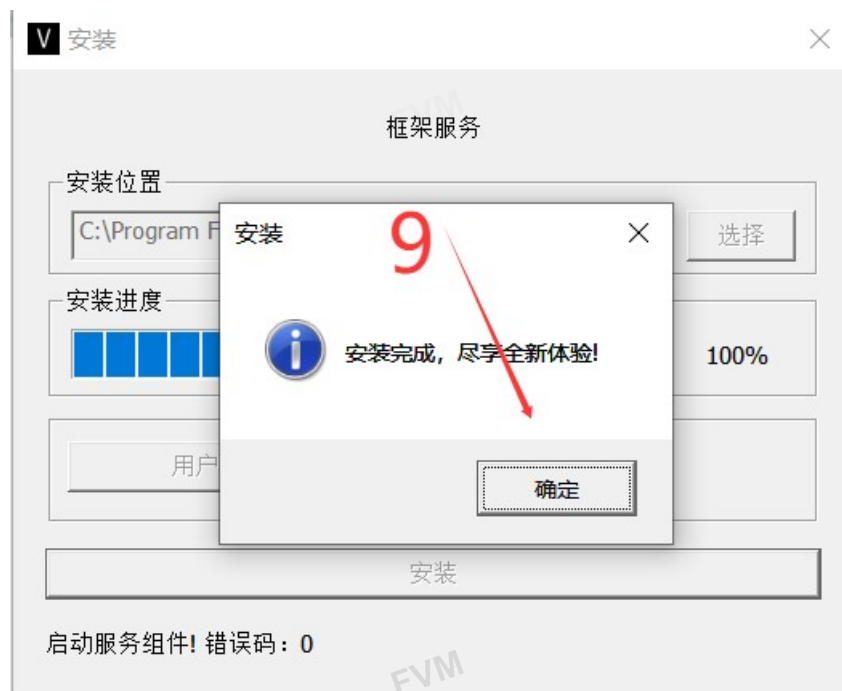 V 安装
FVM
框架服务
安装位置
C:\Program F
选择
安装
9
安装进度
安装完成，尽享全新体验!
100%
用户
确定
安装
启动服务组件! 错误码：0
FVM